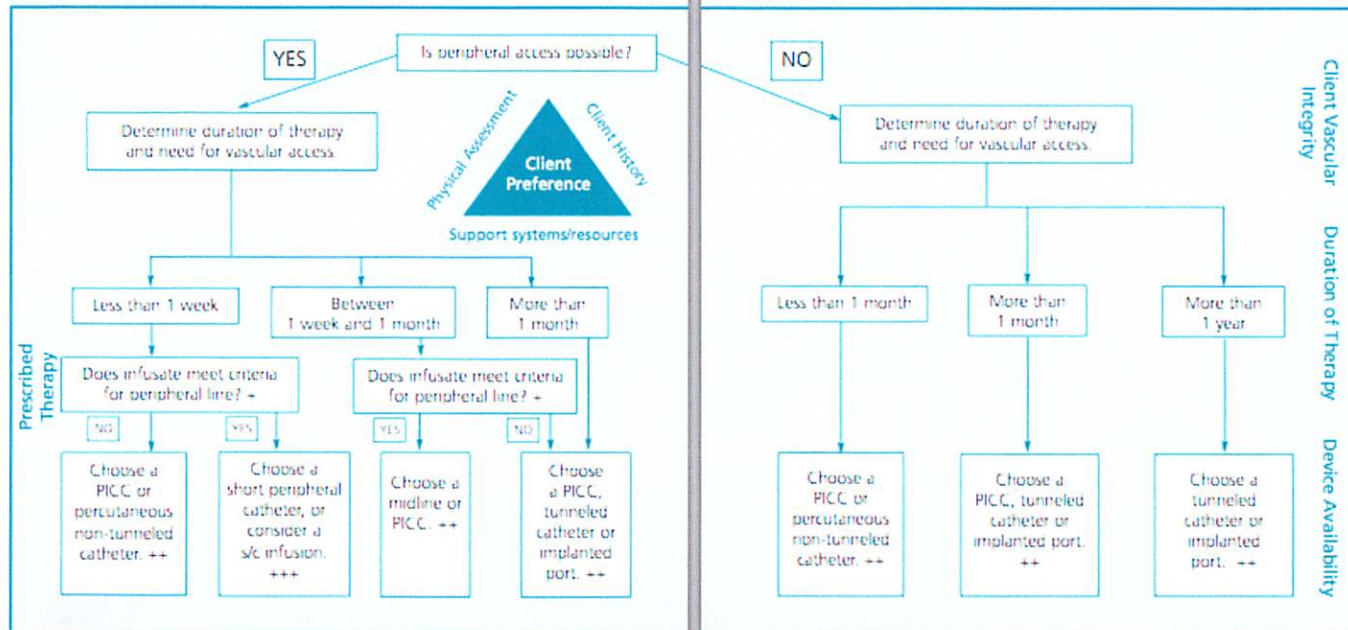 Is peripheral access possible?
YES
NO
Determine duration of therapy
and need for vascular access.
Physical Assessment
Client History
Client
Preference
Support systems/resources
Determine duration of therapy
and need for vascular access.
Client Vascular
Integrity
Less than 1 week
Between
1 week and 1 month
More than
1 month
Less than 1 month
More than
1 month
More than
1 year
Duration of Therapy
Prescribed
Therapy
Does infusate meet criteria
for peripheral line? +
Does infusate meet criteria
for peripheral line? +
NO
YES
YES
NO
Choose a
PICC or
percutaneous
non-tunneled
catheter. ++
Choose a
short peripheral
catheter, or
consider a
s/c infusion.
+++
Choose a
midline or
PICC. ++
Choose
a PICC,
tunneled
catheter or
implanted
port. ++
Choose a
PICC or
percutaneous
non-tunneled
catheter. ++
Choose a
PICC, tunneled
catheter or
implanted port.
++
Choose a
tunneled
catheter or
implanted
port. ++
Device Availability